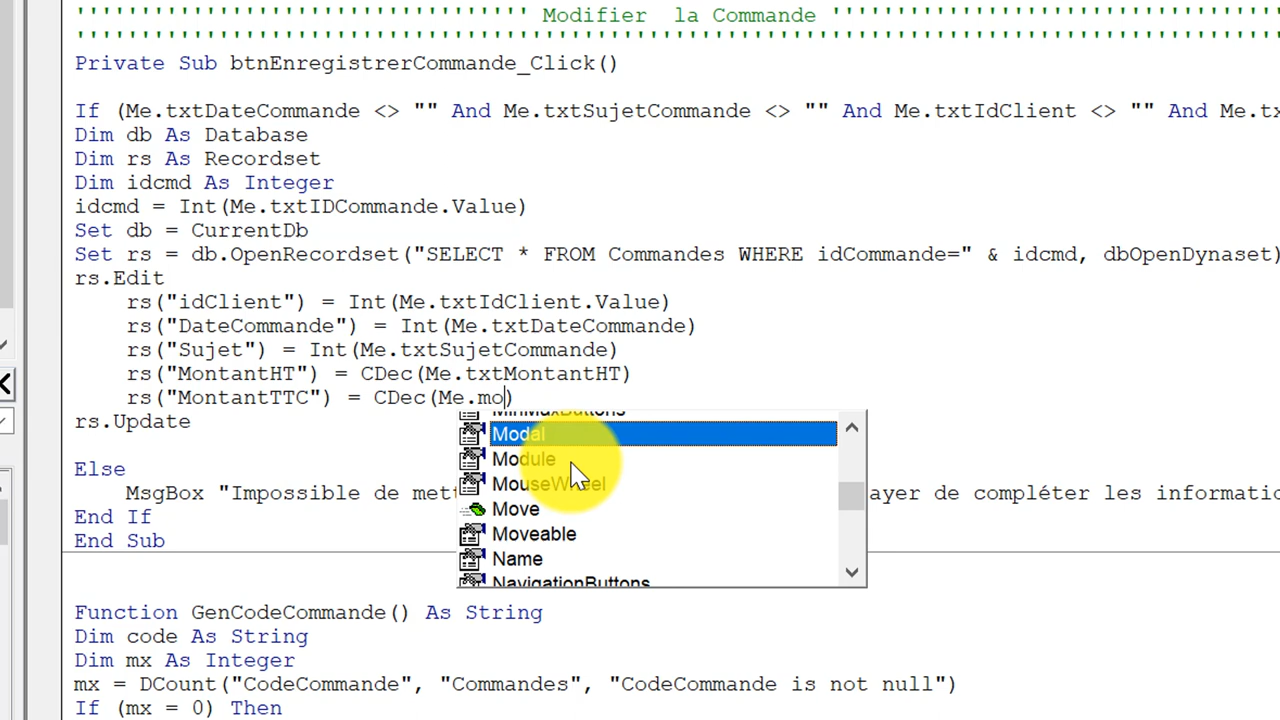 '''''''''''''''''''''''''''''''''''' Modifier  la Commande ''''''''''''''''''''''''''''''''''
''''''''''''''''''''''''''''''''''''''''''''''''''''''''''''''''''''''''''''''''''''''''''''
Private Sub btnEnregistrerCommande_Click()
If (Me.txtDateCommande <> "" And Me.txtSujetCommande <> "" And Me.txtIdClient <> "" And Me.tx
Dim db As Database
Dim rs As Recordset
Dim idcmd As Integer
idcmd = Int(Me.txtIDCommande.Value)
Set db = CurrentDb
Set rs = db.OpenRecordset("SELECT * FROM Commandes WHERE idCommande=" & idcmd, dbOpenDynaset)
rs.Edit
rs("idClient") = Int(Me.txtIdClient.Value)
rs("DateCommande") = Int(Me.txtDateCommande)
rs("Sujet") = Int(Me.txtSujetCommande)
rs("MontantHT") = CDec(Me.txtMontantHT)
rs("MontantTTC") = CDec(Me.mo)
MinMaxButtons
rs.Update
Modal
Module
MouseWheel
Move
Moveable
Name
NavigationButtons
Else
MsgBox "Impossible de mett ayer de compléter les informatio
End If
End Sub
Function GenCodeCommande() As String
Dim code As String
Dim mx As Integer
mx = DCount("CodeCommande", "Commandes", "CodeCommande is not null")
If (mx = 0) Then